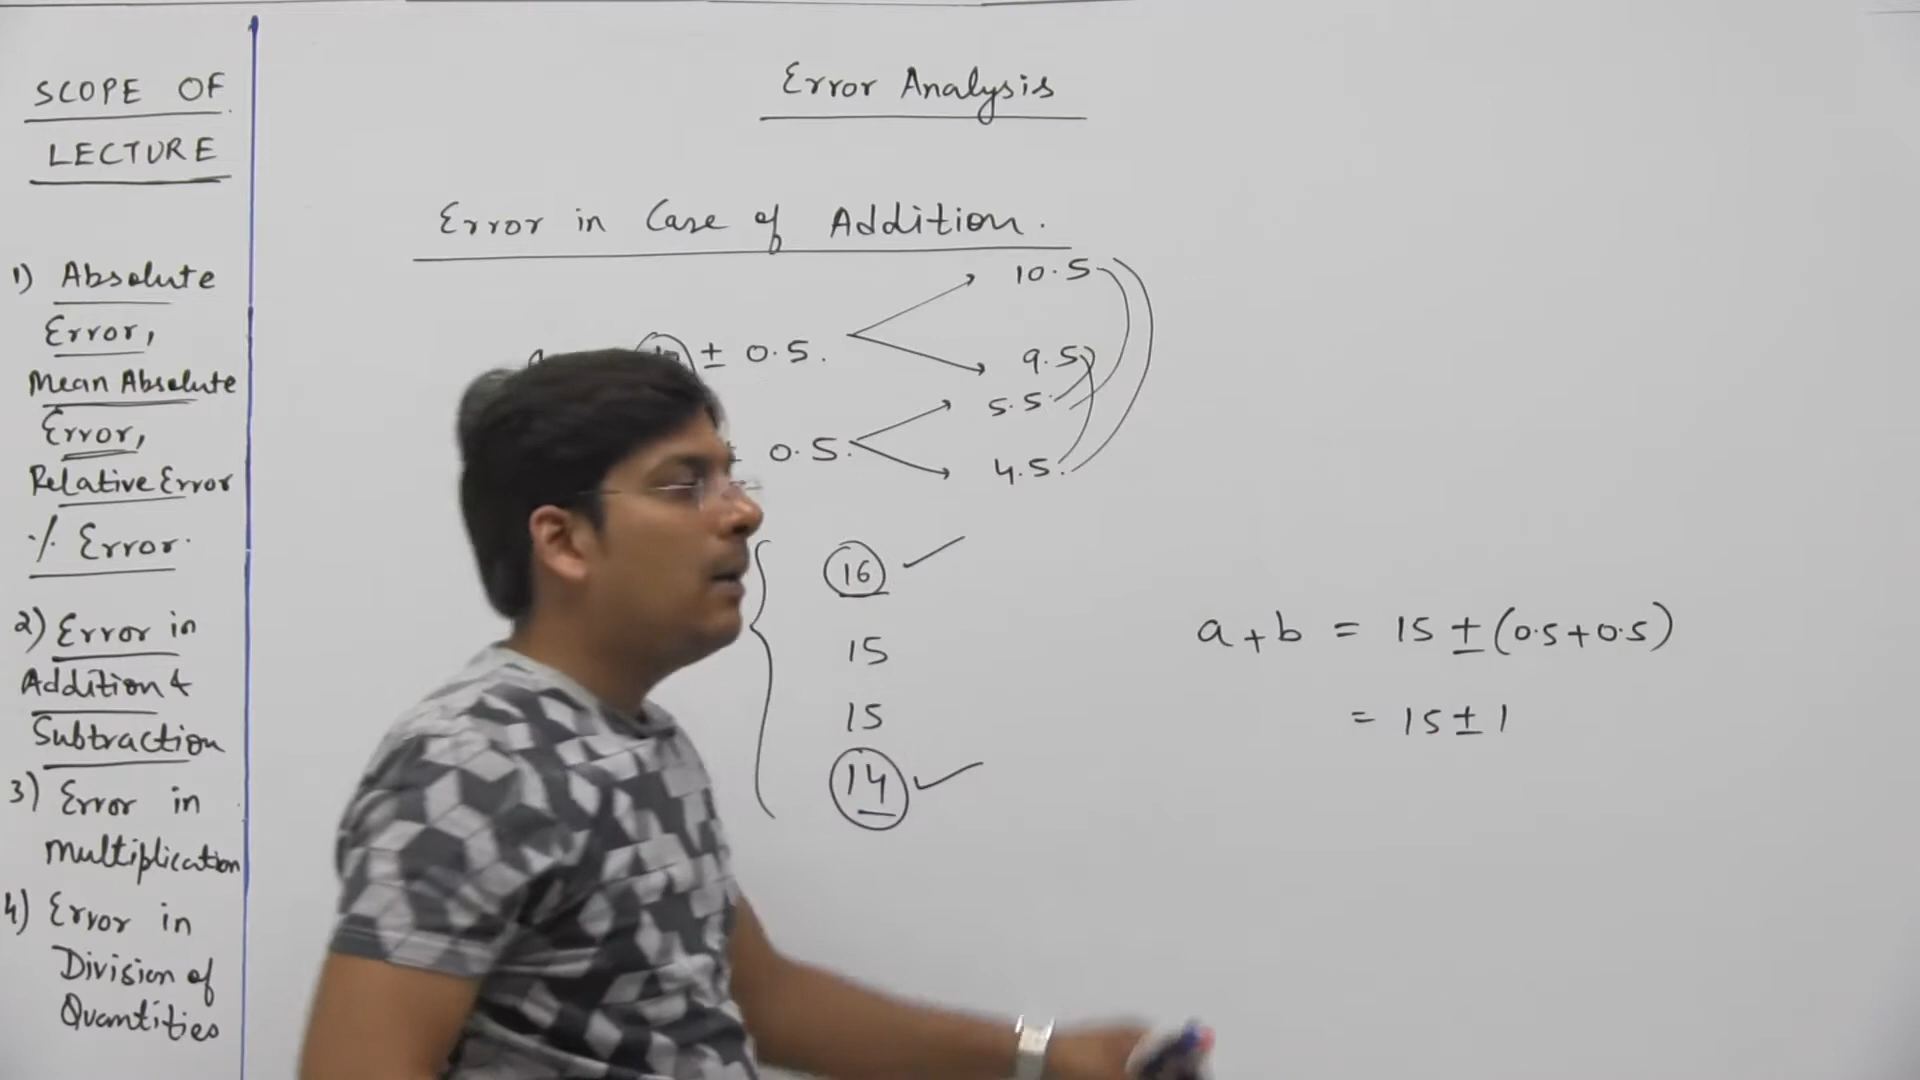 SCOPE OF
LECTURE
1) Absolute
Error,
Mean Absolute
Error,
Relative Error
% Error.
2) Error in
Addition &
Subtraction
3) Error in
Multiplication
4) Error in
Division of
Quantities
Error Analysis
Error in Case of Addition.
± 0.5.
10.5
9.5
0.5.
5.5
4.5
16
15
15
14
a + b = 15 ± (0.5 + 0.5)
= 15 ± 1